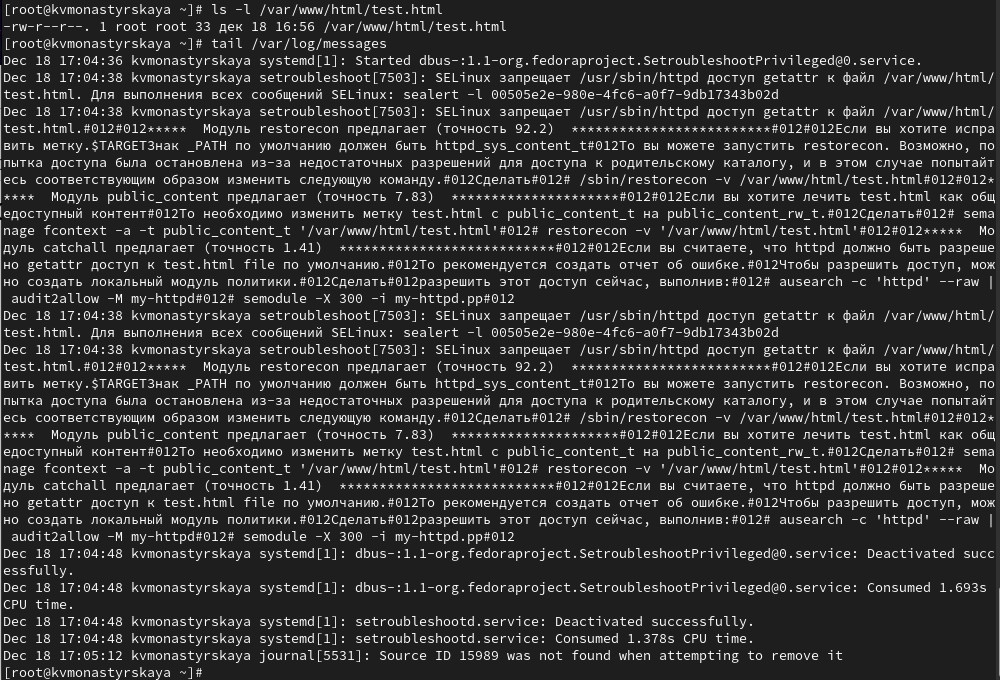 [root@kvmonastyrskaya ~]# ls -l /var/www/html/test.html
-rw-r--r--. 1 root root 33 дек 18 16:56 /var/www/html/test.html
[root@kvmonastyrskaya ~]# tail /var/log/messages
Dec 18 17:04:36 kvmonastyrskaya systemd[1]: Started dbus-:1.1-org.fedoraproject.SetroubleshootPrivileged@0.service.
Dec 18 17:04:38 kvmonastyrskaya setroubleshoot[7503]: SELinux запрещает /usr/sbin/httpd доступ getattr к файл /var/www/html/
test.html. Для выполнения всех сообщений SELinux: sealert -l 00505e2e-980e-4fc6-a0f7-9db17343b02d
Dec 18 17:04:38 kvmonastyrskaya setroubleshoot[7503]: SELinux запрещает /usr/sbin/httpd доступ getattr к файл /var/www/html/
test.html.#012#012*****  Модуль restorecon предлагает (точность 92.2)  *************************#012#012Если вы хотите испра
вить метку.$TARGETЗнак _PATH по умолчанию должен быть httpd_sys_content_t#012То вы можете запустить restorecon. Возможно, по
пытка доступа была остановлена из-за недостаточных разрешений для доступа к родительскому каталогу, и в этом случае попытайт
есь соответствующим образом изменить следующую команду.#012Сделать#012# /sbin/restorecon -v /var/www/html/test.html#012#012*
****  Модуль public_content предлагает (точность 7.83)  *********************#012#012Если вы хотите лечить test.html как общ
едоступный контент#012То необходимо изменить метку test.html с public_content_t на public_content_rw_t.#012Сделать#012# sema
nage fcontext -a -t public_content_t '/var/www/html/test.html'#012# restorecon -v '/var/www/html/test.html'#012#012*****  Мо
дуль catchall предлагает (точность 1.41)  ***************************#012#012Если вы считаете, что httpd должно быть разреше
но getattr доступ к test.html file по умолчанию.#012То рекомендуется создать отчет об ошибке.#012Чтобы разрешить доступ, мож
но создать локальный модуль политики.#012Сделать#012разрешить этот доступ сейчас, выполнив:#012# ausearch -c 'httpd' --raw |
 audit2allow -M my-httpd#012# semodule -X 300 -i my-httpd.pp#012
Dec 18 17:04:38 kvmonastyrskaya setroubleshoot[7503]: SELinux запрещает /usr/sbin/httpd доступ getattr к файл /var/www/html/
test.html. Для выполнения всех сообщений SELinux: sealert -l 00505e2e-980e-4fc6-a0f7-9db17343b02d
Dec 18 17:04:38 kvmonastyrskaya setroubleshoot[7503]: SELinux запрещает /usr/sbin/httpd доступ getattr к файл /var/www/html/
test.html.#012#012*****  Модуль restorecon предлагает (точность 92.2)  *************************#012#012Если вы хотите испра
вить метку.$TARGETЗнак _PATH по умолчанию должен быть httpd_sys_content_t#012То вы можете запустить restorecon. Возможно, по
пытка доступа была остановлена из-за недостаточных разрешений для доступа к родительскому каталогу, и в этом случае попытайт
есь соответствующим образом изменить следующую команду.#012Сделать#012# /sbin/restorecon -v /var/www/html/test.html#012#012*
****  Модуль public_content предлагает (точность 7.83)  *********************#012#012Если вы хотите лечить test.html как общ
едоступный контент#012То необходимо изменить метку test.html с public_content_t на public_content_rw_t.#012Сделать#012# sema
nage fcontext -a -t public_content_t '/var/www/html/test.html'#012# restorecon -v '/var/www/html/test.html'#012#012*****  Мо
дуль catchall предлагает (точность 1.41)  ***************************#012#012Если вы считаете, что httpd должно быть разреше
но getattr доступ к test.html file по умолчанию.#012То рекомендуется создать отчет об ошибке.#012Чтобы разрешить доступ, мож
но создать локальный модуль политики.#012Сделать#012разрешить этот доступ сейчас, выполнив:#012# ausearch -c 'httpd' --raw |
 audit2allow -M my-httpd#012# semodule -X 300 -i my-httpd.pp#012
Dec 18 17:04:48 kvmonastyrskaya systemd[1]: dbus-:1.1-org.fedoraproject.SetroubleshootPrivileged@0.service: Deactivated succ
essfully.
Dec 18 17:04:48 kvmonastyrskaya systemd[1]: dbus-:1.1-org.fedoraproject.SetroubleshootPrivileged@0.service: Consumed 1.693s
CPU time.
Dec 18 17:04:48 kvmonastyrskaya systemd[1]: setroubleshootd.service: Deactivated successfully.
Dec 18 17:04:48 kvmonastyrskaya systemd[1]: setroubleshootd.service: Consumed 1.378s CPU time.
Dec 18 17:05:12 kvmonastyrskaya journal[5531]: Source ID 15989 was not found when attempting to remove it
[root@kvmonastyrskaya ~]#